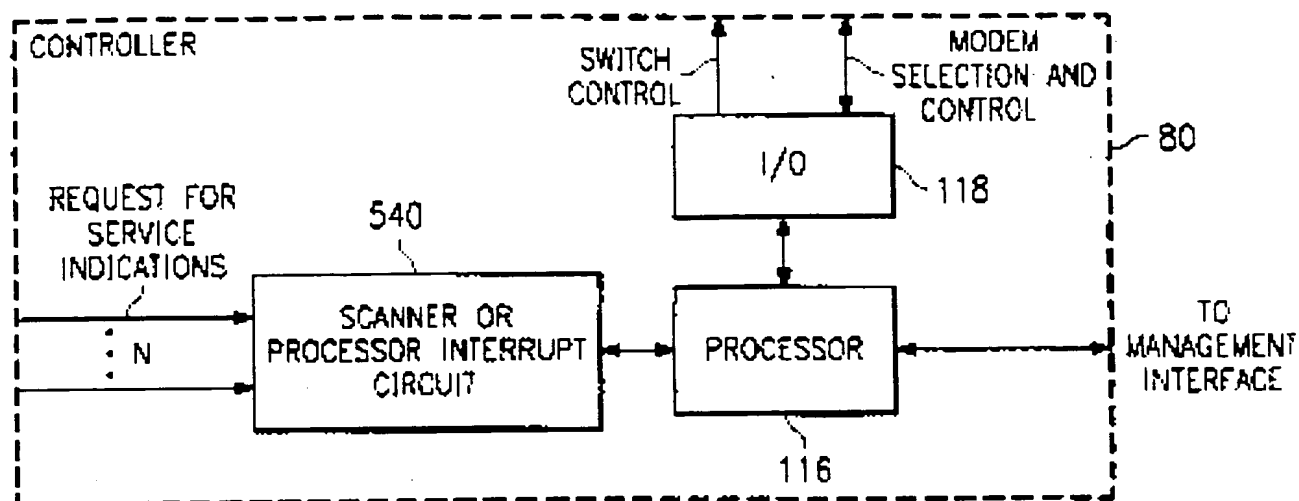 CONTROLLER
SWITCH
CONTROL
MODEM
SELECTION AND
CONTROL
80
I/O
118
REQUEST FOR
SERVICE
INDICATIONS
540
N
SCANNER OR
PROCESSOR INTERRUPT
CIRCUIT
PROCESSOR
116
TO
MANAGEMENT
INTERFACE